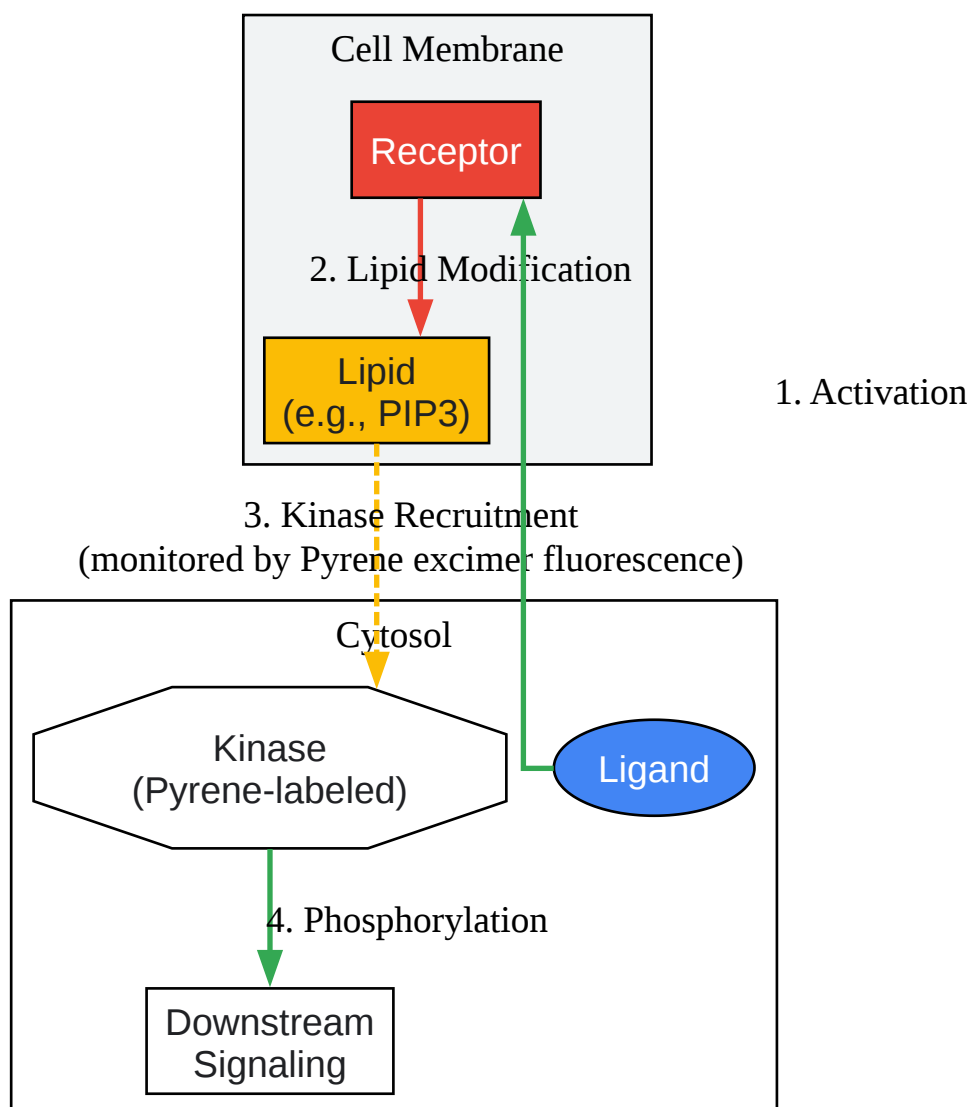 Cell Membrane
Receptor
2. Lipid Modification
Lipid
(e.g., PIP3)
1. Activation
3. Kinase Recruitment
(monitored by Pyrene excimer fluorescence)
Cytosol
Kinase
(Pyrene-labeled)
Ligand
4. Phosphorylation
Downstream
Signaling